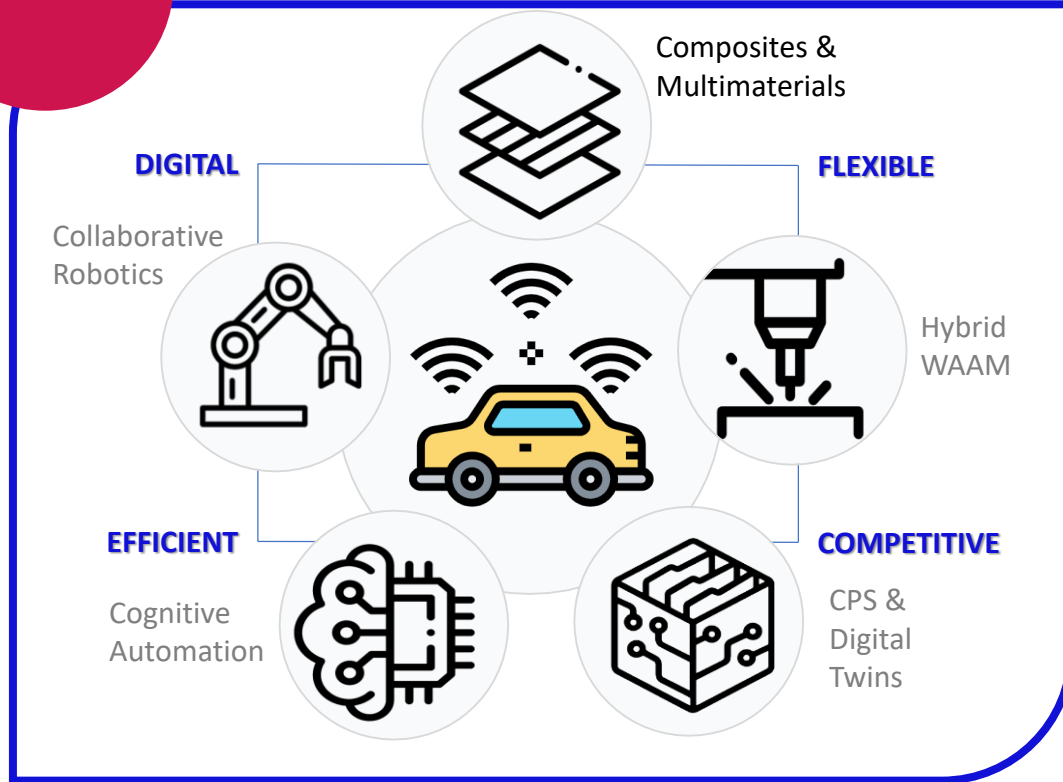 Composites &
Multimaterials
DIGITAL
FLEXIBLE
Collaborative
Robotics
Hybrid
WAAM
EFFICIENT
COMPETITIVE
Cognitive
Automation
CPS &
Digital
Twins